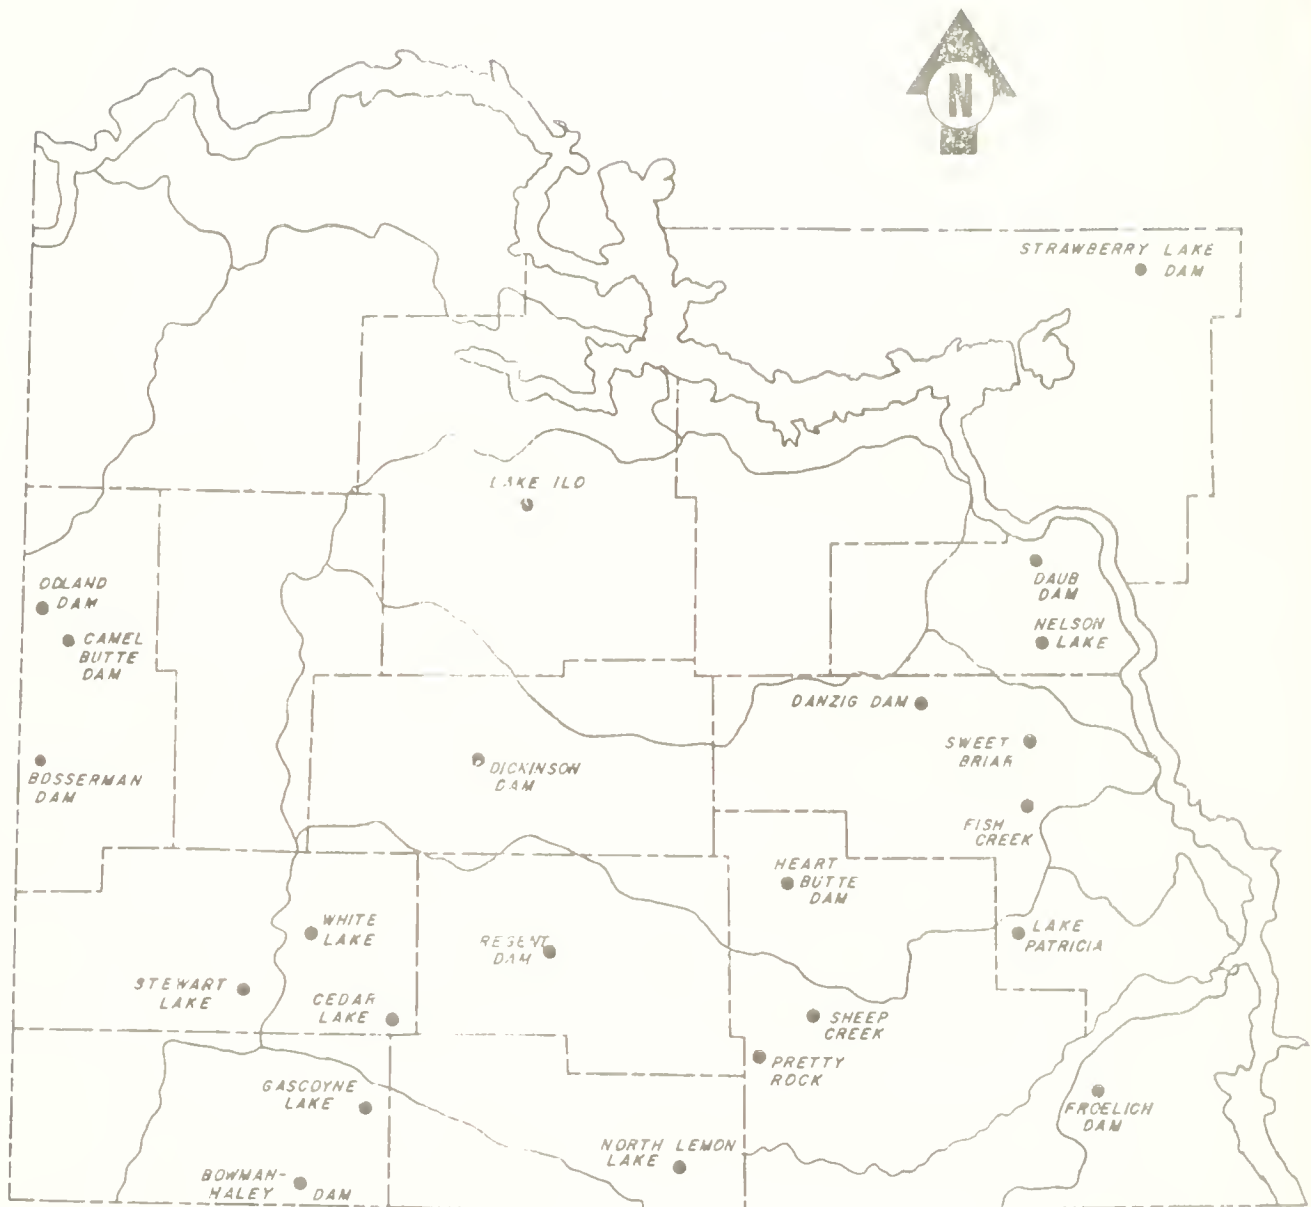 N
STRAWBERRY LAKE
DAM
LAKE ILO
ODLAND
DAM
CAMEL
BUTTE
DAM
DAUB
DAM
NELSON
LAKE
DANZIG DAM
SWEET
BRIAR
BOSSERMAN
DAM
DICKINSON
DAM
FISH
CREEK
HEART
BUTTE
DAM
WHITE
LAKE
REGENT
DAM
LAKE
PATRICIA
STEWART
LAKE
CEDAR
LAKE
SHEEP
CREEK
PRETTY
ROCK
GASCOYNE
LAKE
FROELICH
DAM
NORTH LEMON
LAKE
BOWMAN-
HALEY DAM